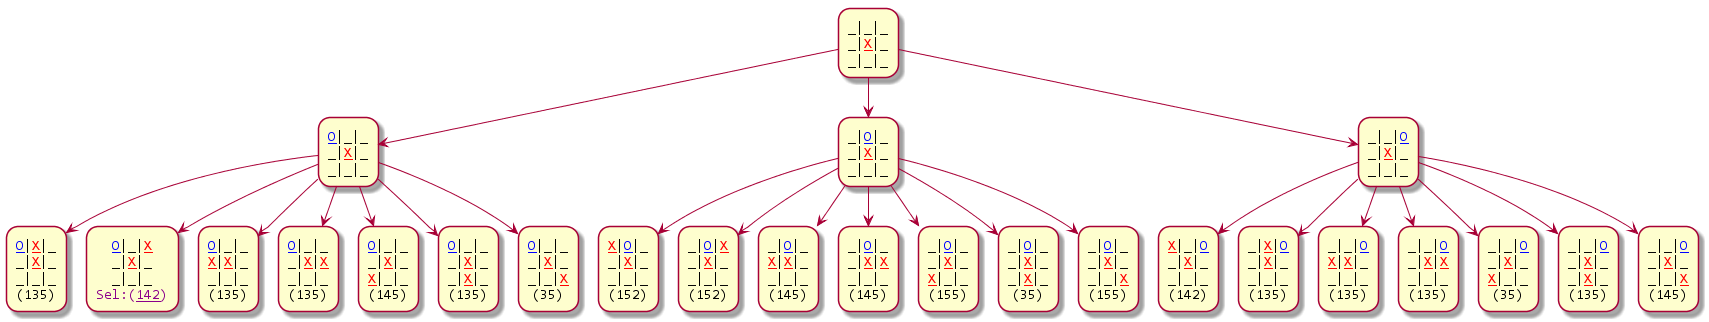 _|_|_
_|X|_
_|_|_
O|_|_
_|X|_
_|_|_
_|O|_
_|X|_
_|_|_
_|_|O
_|X|_
_|_|_
O|X|_
_|X|_
_|_|_
(135)
O|_|X
_|X|_
_|_|_
Sel:(142)
O|_|_
X|X|_
_|_|_
(135)
O|_|_
_|X|X
_|_|_
(135)
O|_|_
_|X|_
X|_|_
(145)
O|_|_
_|X|_
_|X|_
(135)
O|_|_
_|X|_
_|_|X
(35)
X|O|_
_|X|_
_|_|_
(152)
_|O|X
_|X|_
_|_|_
(152)
_|O|_
X|X|_
_|_|_
(145)
_|O|_
_|X|X
_|_|_
(145)
_|O|_
_|X|_
X|_|_
(155)
_|O|_
_|X|_
_|X|_
(35)
_|O|_
_|X|_
_|_|X
(155)
X|_|O
_|X|_
_|_|_
(142)
_|X|O
_|X|_
_|_|_
(135)
_|_|O
X|X|_
_|_|_
(135)
_|_|O
_|X|X
_|_|_
(135)
_|_|O
_|X|_
X|_|_
(35)
_|_|O
_|X|_
_|X|_
(135)
_|_|O
_|X|_
_|_|X
(145)